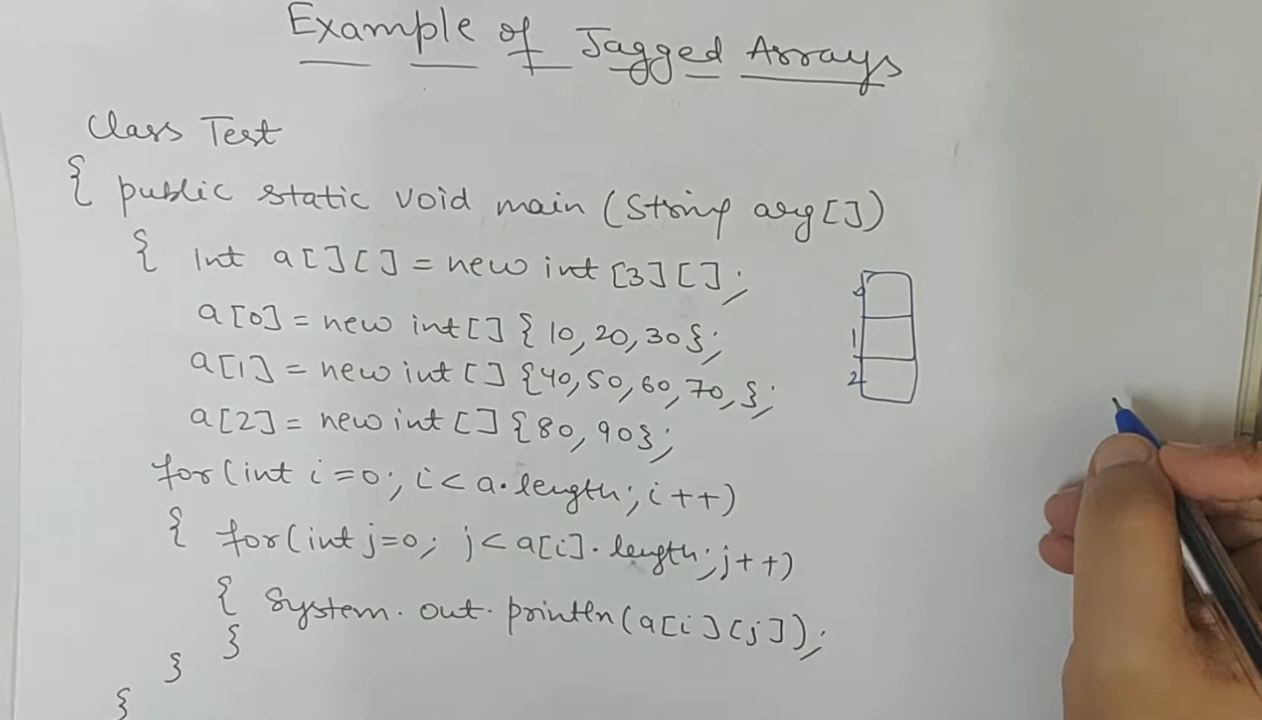 Example of Jagged Arrays
Class Test
{ public static void main (String arg[])
{ int a[][] = new int [3][];
a[0] = new int[] {10,20,30};
a[1] = new int [] {40,50,60,70,};
a[2] = new int [] {80,90};
for(int i=0; i<a.length; i++)
{ for(int j=0; j<a[i].length; j++)
{ System.out.println(a[i][j]);
}
}
}
0
1
2